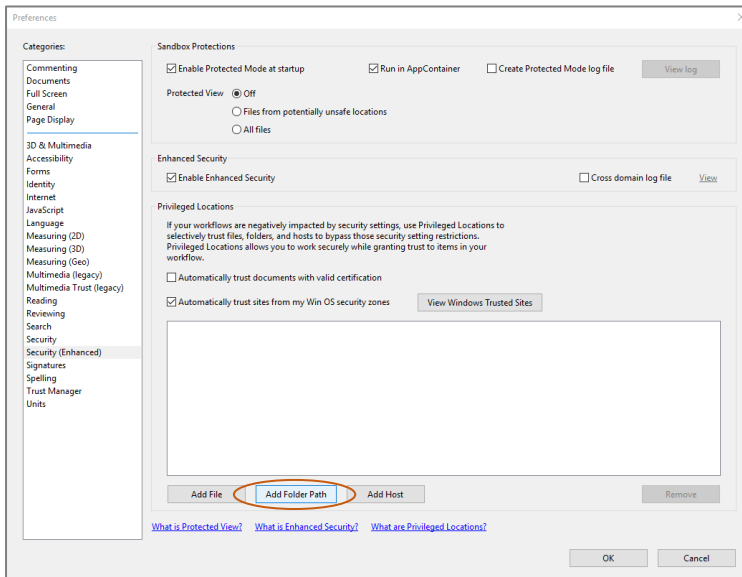 Preferences
Categories:
Commenting
Documents
Full Screen
General
Page Display
3D & Multimedia
Accessibility
Forms
Identity
Internet
JavaScript
Language
Measuring (2D)
Measuring (3D)
Measuring (Geo)
Multimedia (legacy)
Multimedia Trust (legacy)
Reading
Reviewing
Search
Security
Security (Enhanced)
Signatures
Spelling
Trust Manager
Units
Sandbox Protections
Enable Protected Mode at startup Run in AppContainer Create Protected Mode log file View log
Protected View Off
Files from potentially unsafe locations
All files
Enhanced Security
Enable Enhanced Security Cross domain log file View
Privileged Locations
If your workflows are negatively impacted by security settings, use Privileged Locations to
selectively trust files, folders, and hosts to bypass those security setting restrictions.
Privileged Locations allows you to work securely while granting trust to items in your
workflow.
Automatically trust documents with valid certification
Automatically trust sites from my Win OS security zones View Windows Trusted Sites
Add File Add Folder Path Add Host Remove
What is Protected View? What is Enhanced Security? What are Privileged Locations?
OK Cancel